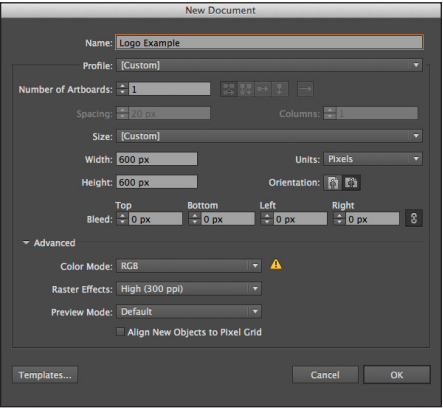 New Document
Name: Logo Example
Profile: [Custom]
Number of Artboards: 1
Spacing: 20 px Columns: 1
Size: [Custom]
Width: 600 px Units: Pixels
Height: 600 px Orientation:
Top Bottom Left Right
Bleed: 0 px 0 px 0 px 0 px
Advanced
Color Mode: RGB
Raster Effects: High (300 ppi)
Preview Mode: Default
Align New Objects to Pixel Grid
Templates... Cancel OK